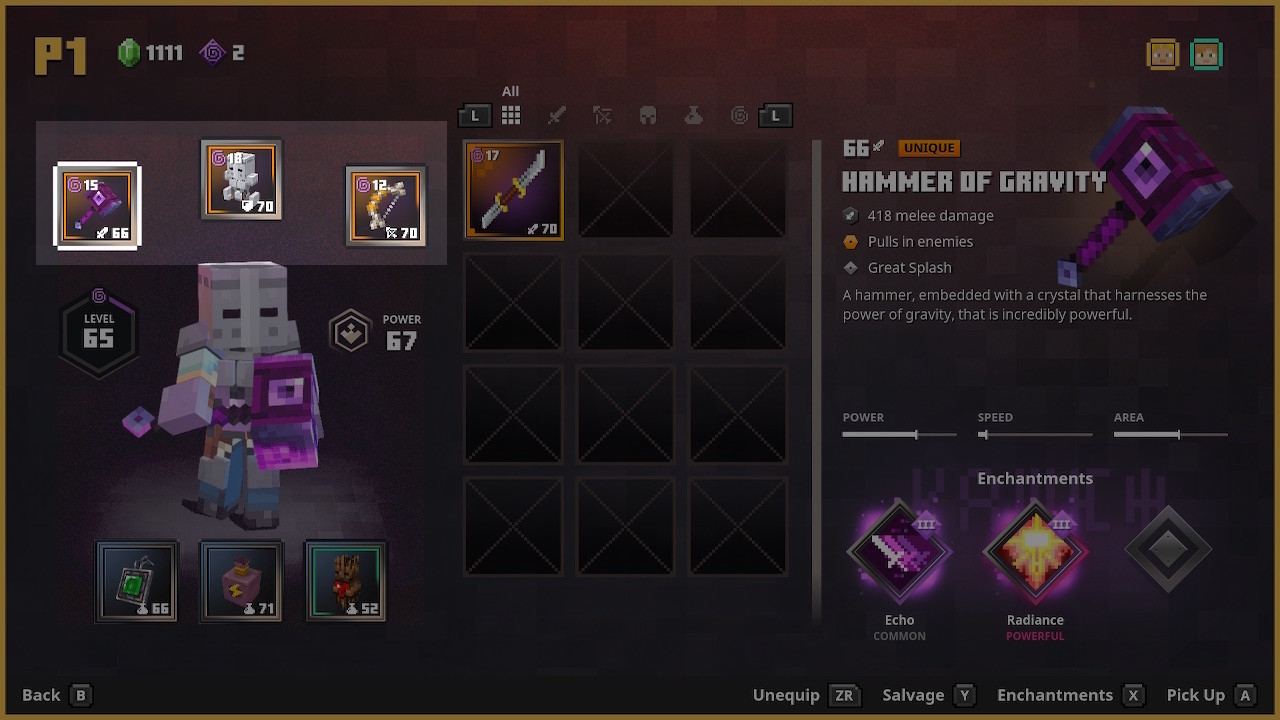 P1 1111 2
All
L L
15 66
18 70
12 70
17 70
LEVEL
65
POWER
67
66 71 52
66 UNIQUE
HAMMER OF GRAVITY
418 melee damage
Pulls in enemies
Great Splash
A hammer, embedded with a crystal that harnesses the
power of gravity, that is incredibly powerful.
POWER SPEED AREA
Enchantments
III III
Echo Radiance
COMMON POWERFUL
Back B Unequip ZR Salvage Y Enchantments X Pick Up A